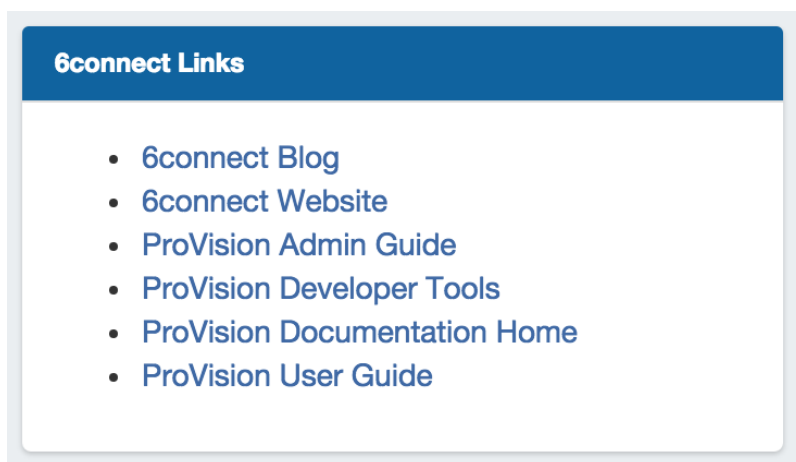 6connect Links
6connect Blog
6connect Website
ProVision Admin Guide
ProVision Developer Tools
ProVision Documentation Home
ProVision User Guide